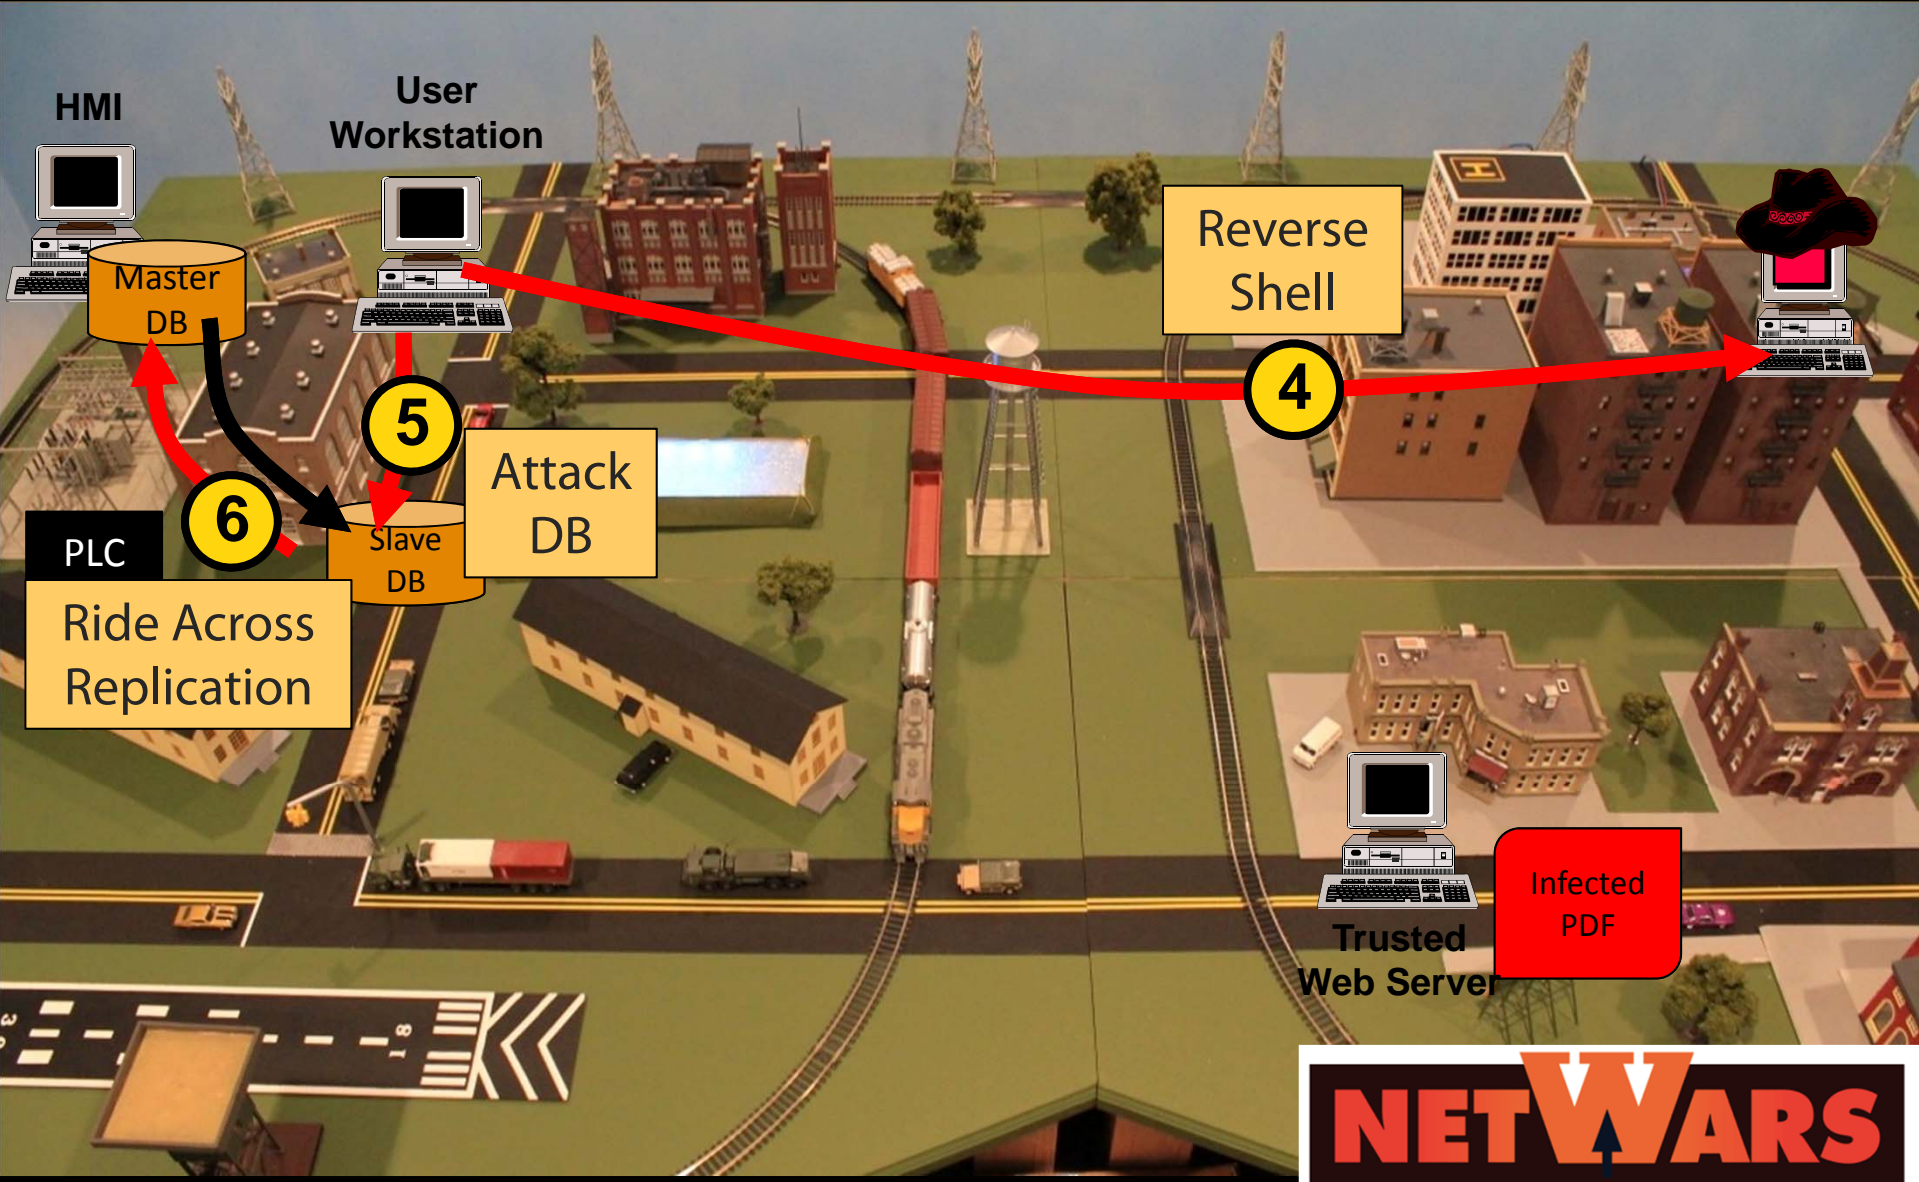 HMI
User
Workstation
Master
DB
Reverse
Shell
4
5
Attack
DB
6
Slave
DB
PLC
Ride Across
Replication
H
Infected
PDF
Trusted
Web Server
NETWARS